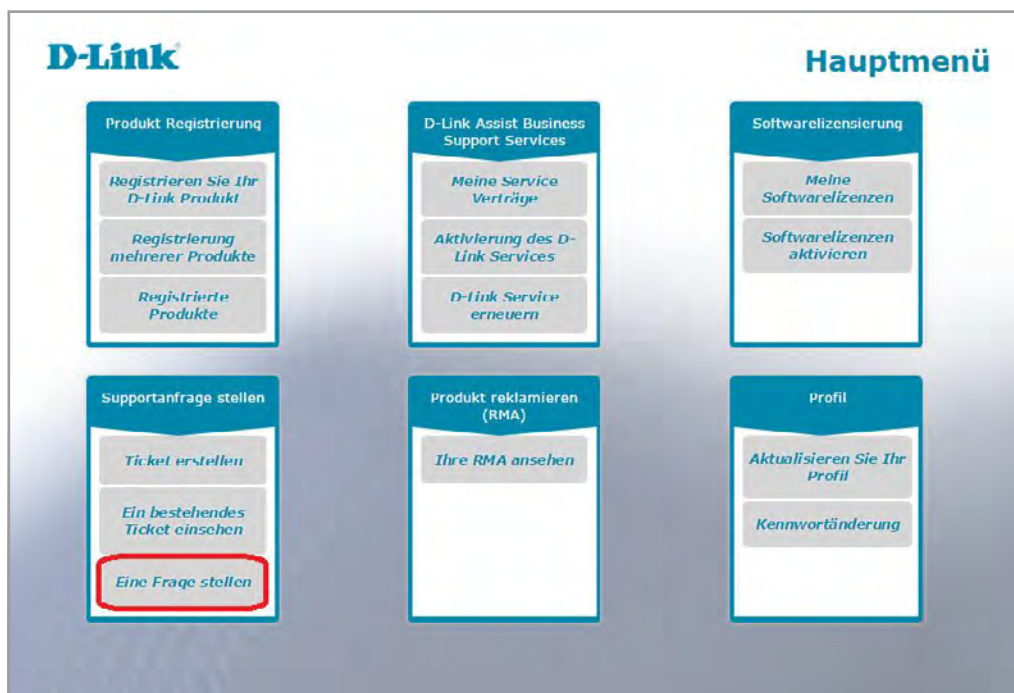 D-Link
Hauptmenü
Produkt Registrierung
Registrieren Sie Ihr
D-Link Produkt
Registrierung
mehrerer Produkte
Registrierte
Produkte
D-Link Assist Business
Support Services
Meine Service
Verträge
Aktivierung des D-
Link Services
D-Link Service
erneuern
Softwarelizensierung
Meine
Softwarelizenzen
Softwarelizenzen
aktivieren
Supportanfrage stellen
Ticket erstellen
Ein bestehendes
Ticket einsehen
Eine Frage stellen
Produkt reklamieren
(RMA)
Ihre RMA ansehen
Profil
Aktualisieren Sie Ihr
Profil
Kennwortänderung